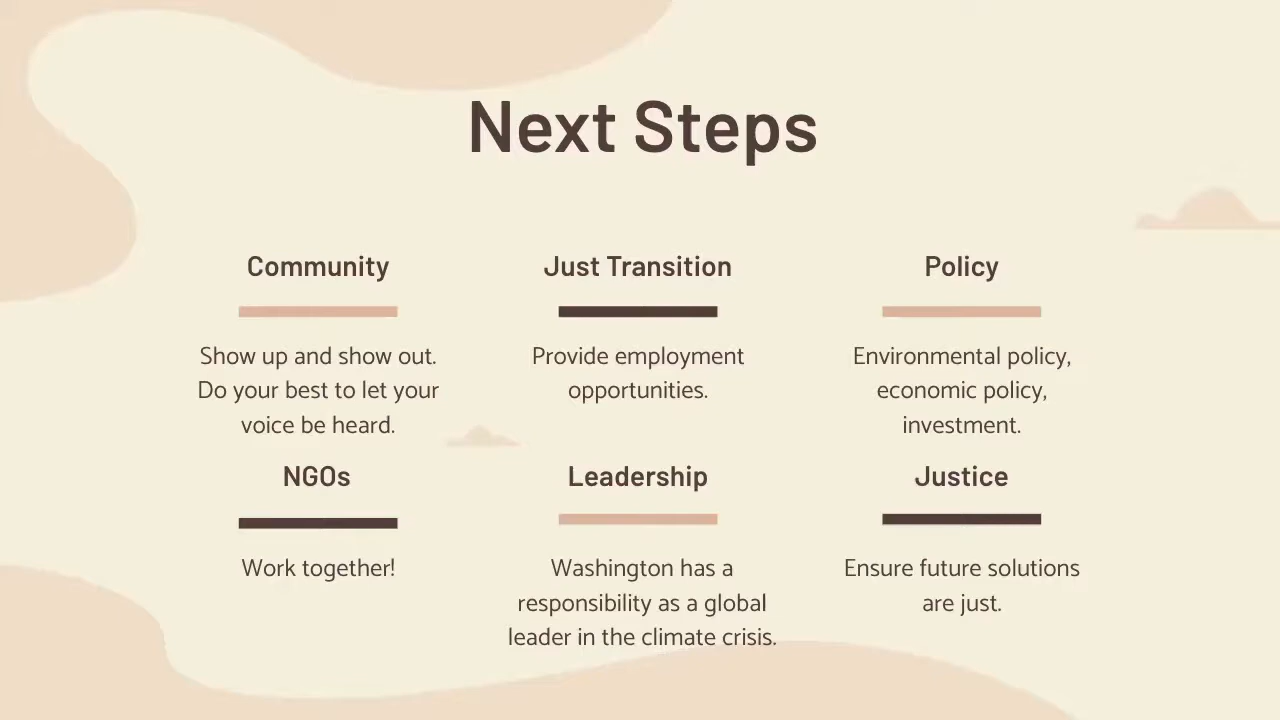 Next Steps
Community
Show up and show out.
Do your best to let your
voice be heard.
Just Transition
Provide employment
opportunities.
Policy
Environmental policy,
economic policy,
investment.
NGOs
Work together!
Leadership
Washington has a
responsibility as a global
leader in the climate crisis.
Justice
Ensure future solutions
are just.